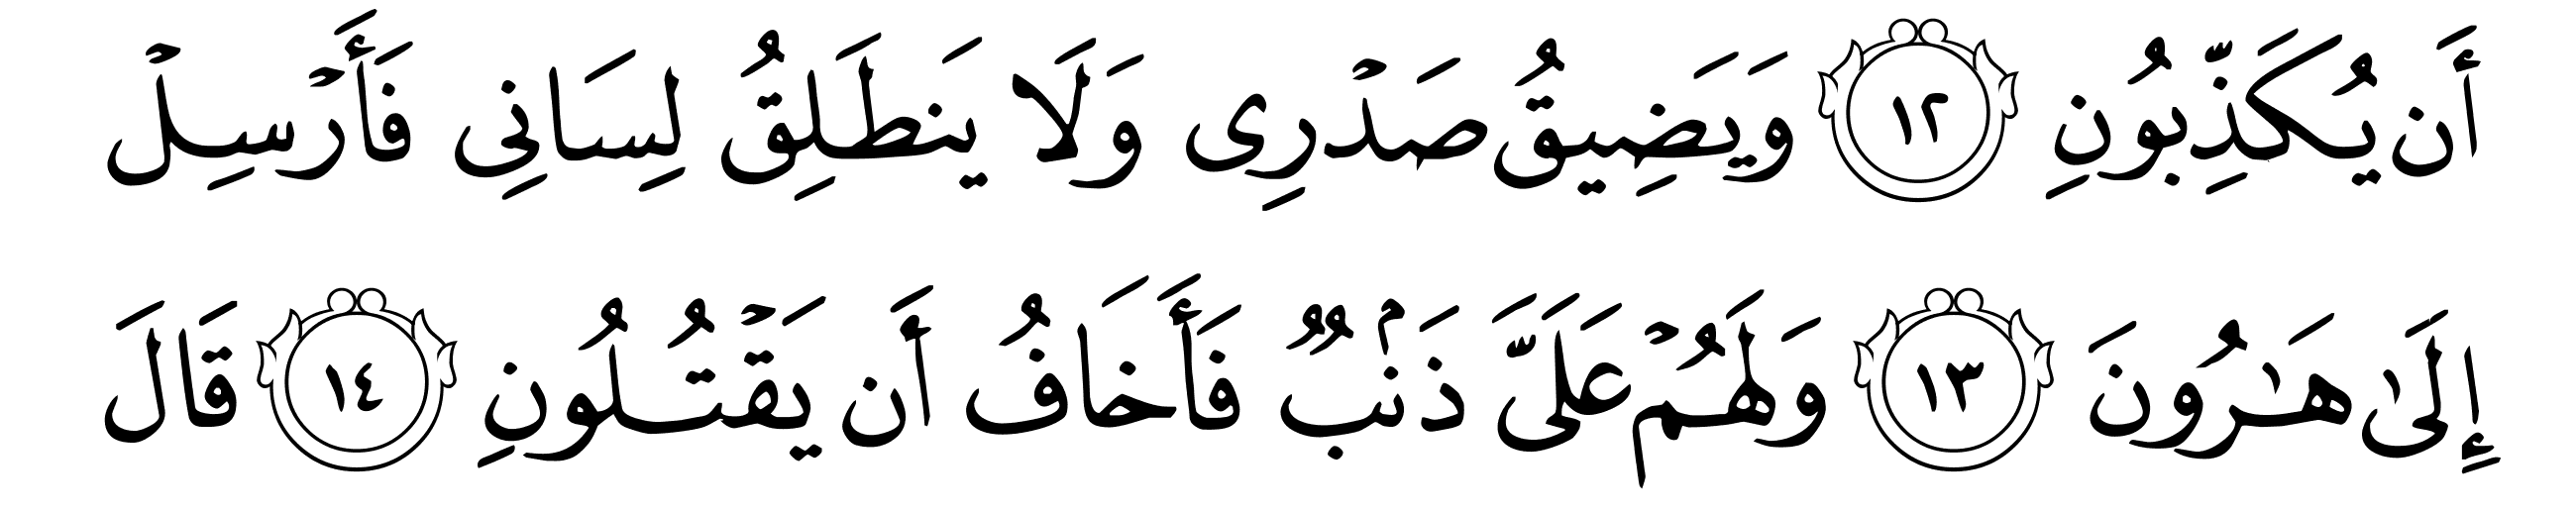 أَن يُكَذِّبُونِ ١٢ وَيَضِيقُ صَدْرِى وَلَا يَنطَلِقُ لِسَانِى فَأَرْسِلْ
إِلَىٰ هَـٰرُونَ ١٣ وَلَهُمْ عَلَىَّ ذَنۢبٌ فَأَخَافُ أَن يَقْتُلُونِ ١٤ قَالَ